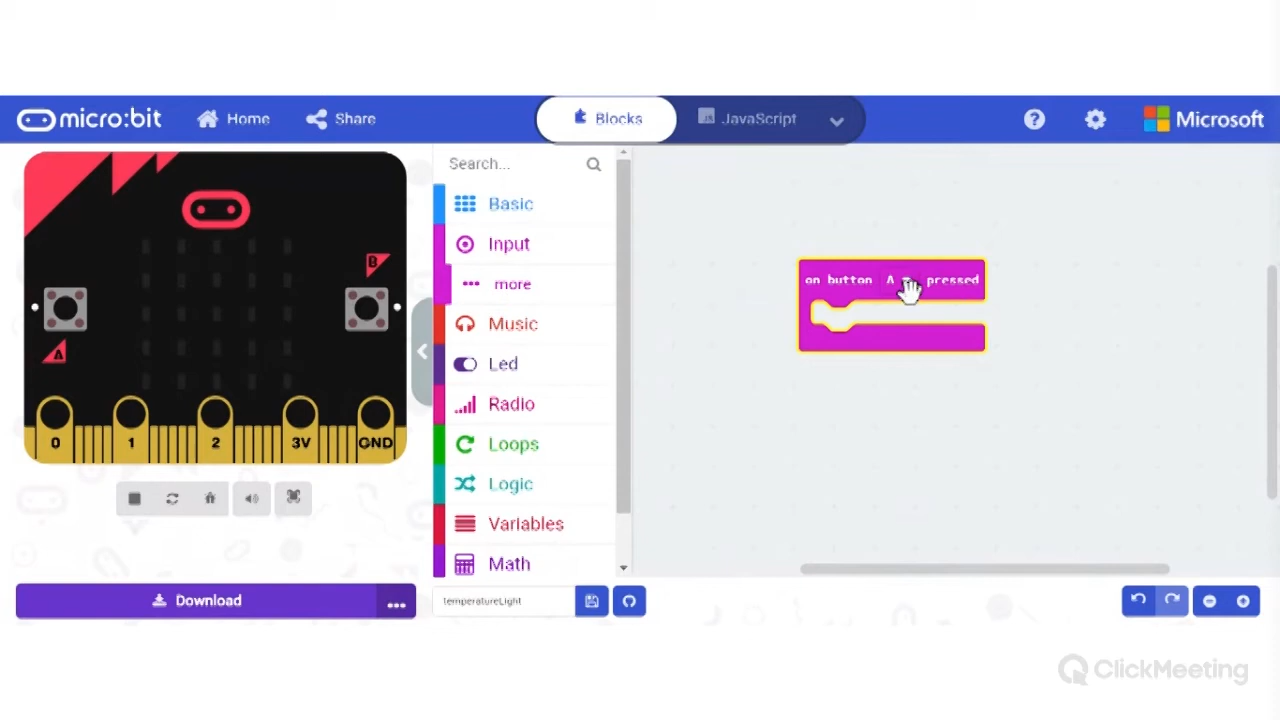 micro:bit
Home
Share
Blocks
JavaScript
Microsoft
A
B
0
1
2
3V
GND
Download
Search...
Basic
Input
more
Music
Led
Radio
Loops
Logic
Variables
Math
temperatureLight
on button A pressed
ClickMeeting